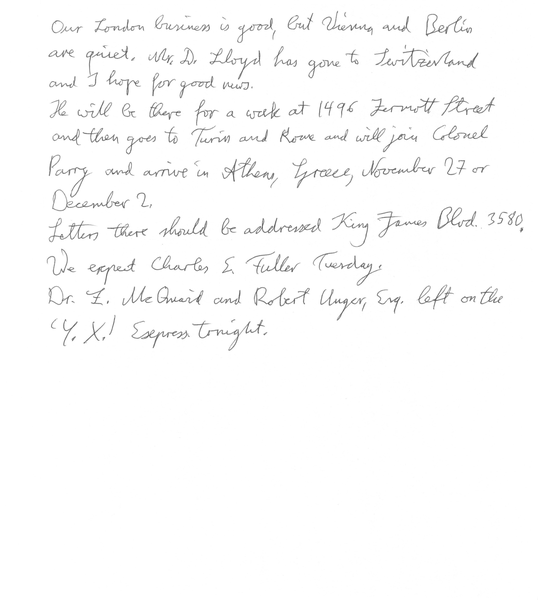 Our London business is good, but Vienna and Berlin
are quiet. Mr. D. Lloyd has gone to Switzerland
and I hope for good news.
He will be there for a week at 1496 Zermott Street
and then goes to Turin and Rome and will join Colonel
Parry and arrive in Athens, Greece, November 27 or
December 2.
Letters there should be addressed King James Blvd. 3580.
We expect Charles E. Fuller Tuesday.
Dr. L. McQuaid and Robert Unger, Esq. left on the
'Y. X.' Express tonight.